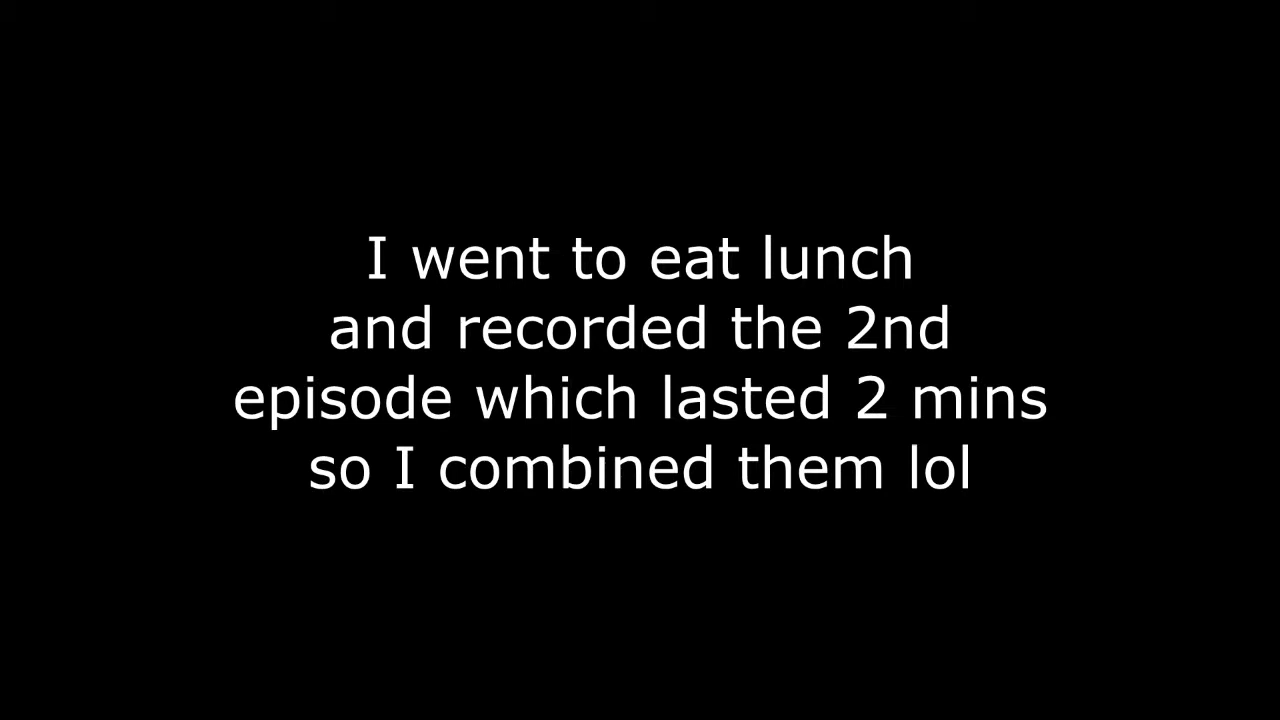 I went to eat lunch
and recorded the 2nd
episode which lasted 2 mins
so I combined them lol